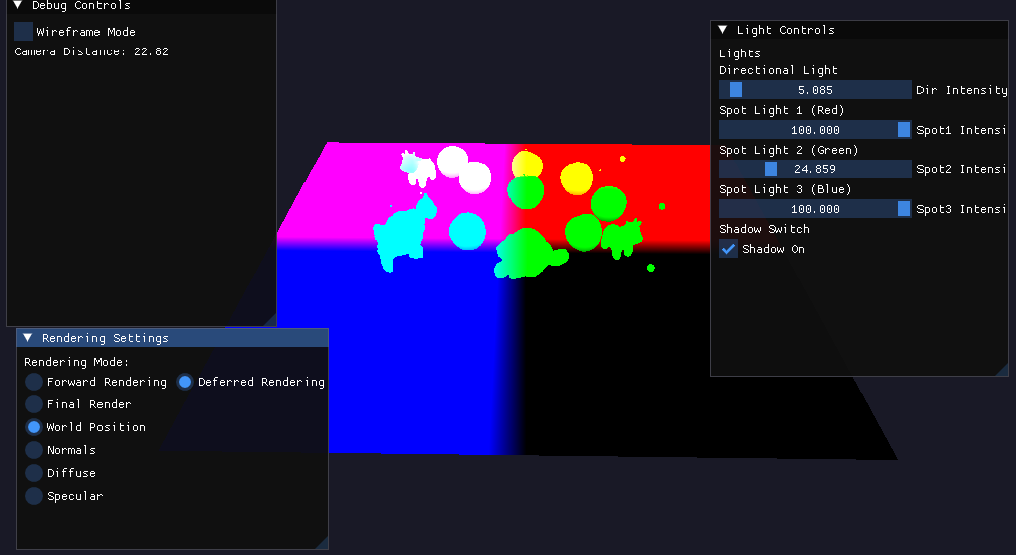 Debug Controls
Wireframe Mode
Camera Distance: 22.82
Light Controls
Lights
Directional Light
5.085 Dir Intensity
Spot Light 1 (Red)
100.000 Spot1 Intensi
Spot Light 2 (Green)
24.859 Spot2 Intensi
Spot Light 3 (Blue)
100.000 Spot3 Intensi
Shadow Switch
Shadow On
Rendering Settings
Rendering Mode:
Forward Rendering Deferred Rendering
Final Render
World Position
Normals
Diffuse
Specular